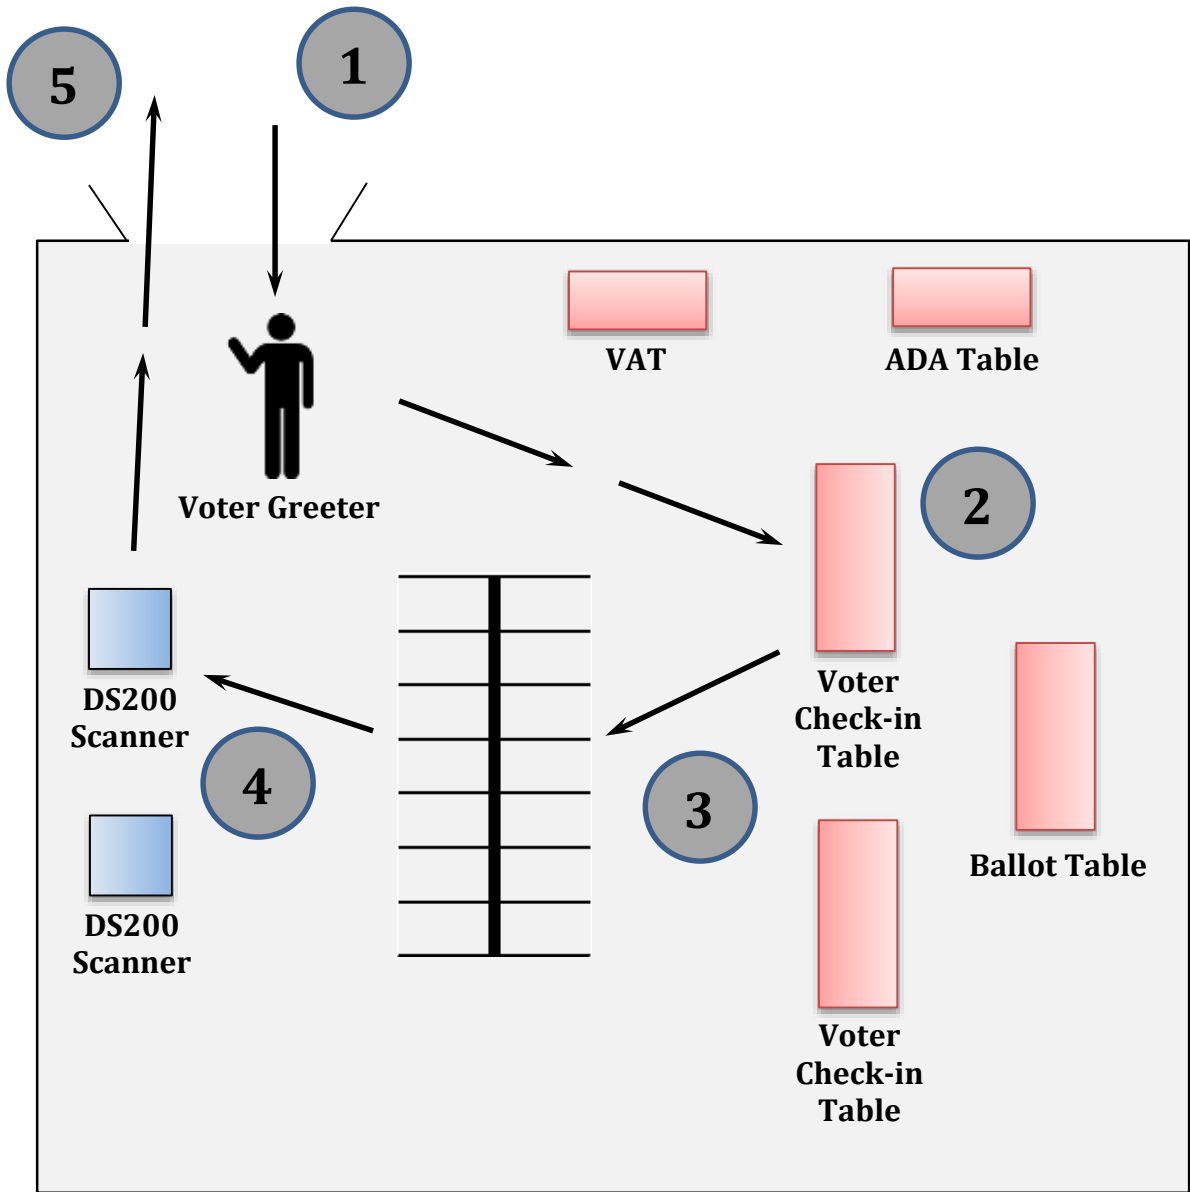 5
1
VAT
ADA Table
Voter Greeter
2
DS200
Scanner
Voter
Check-in
Table
4
3
Ballot Table
DS200
Scanner
Voter
Check-in
Table